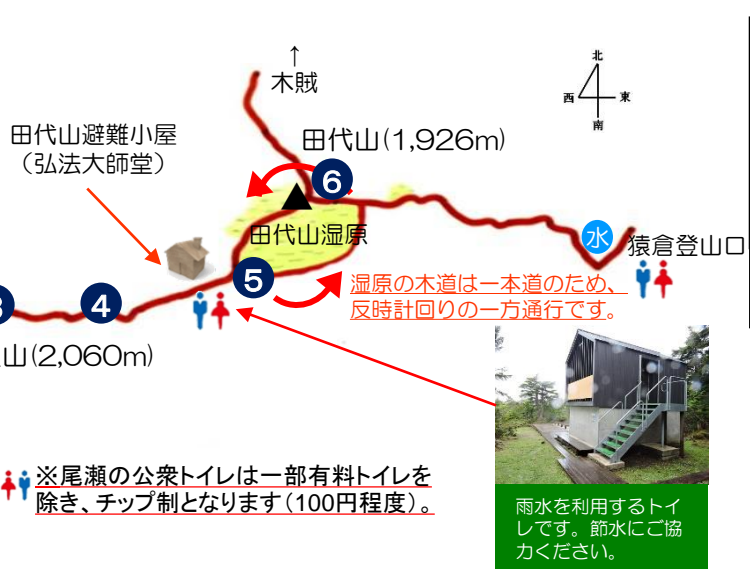 ↑
木賊
北
西 東
南
田代山避難小屋
（弘法大師堂）
田代山(1,926m)
6
田代山湿原
水
猿倉登山口
5
湿原の木道は一本道のため、
反時計回りの一方通行です。
4
山(2,060m)
※尾瀬の公衆トイレは一部有料トイレを
除き、チップ制となります（100円程度）。
雨水を利用するトイ
レです。節水にご協
力ください。